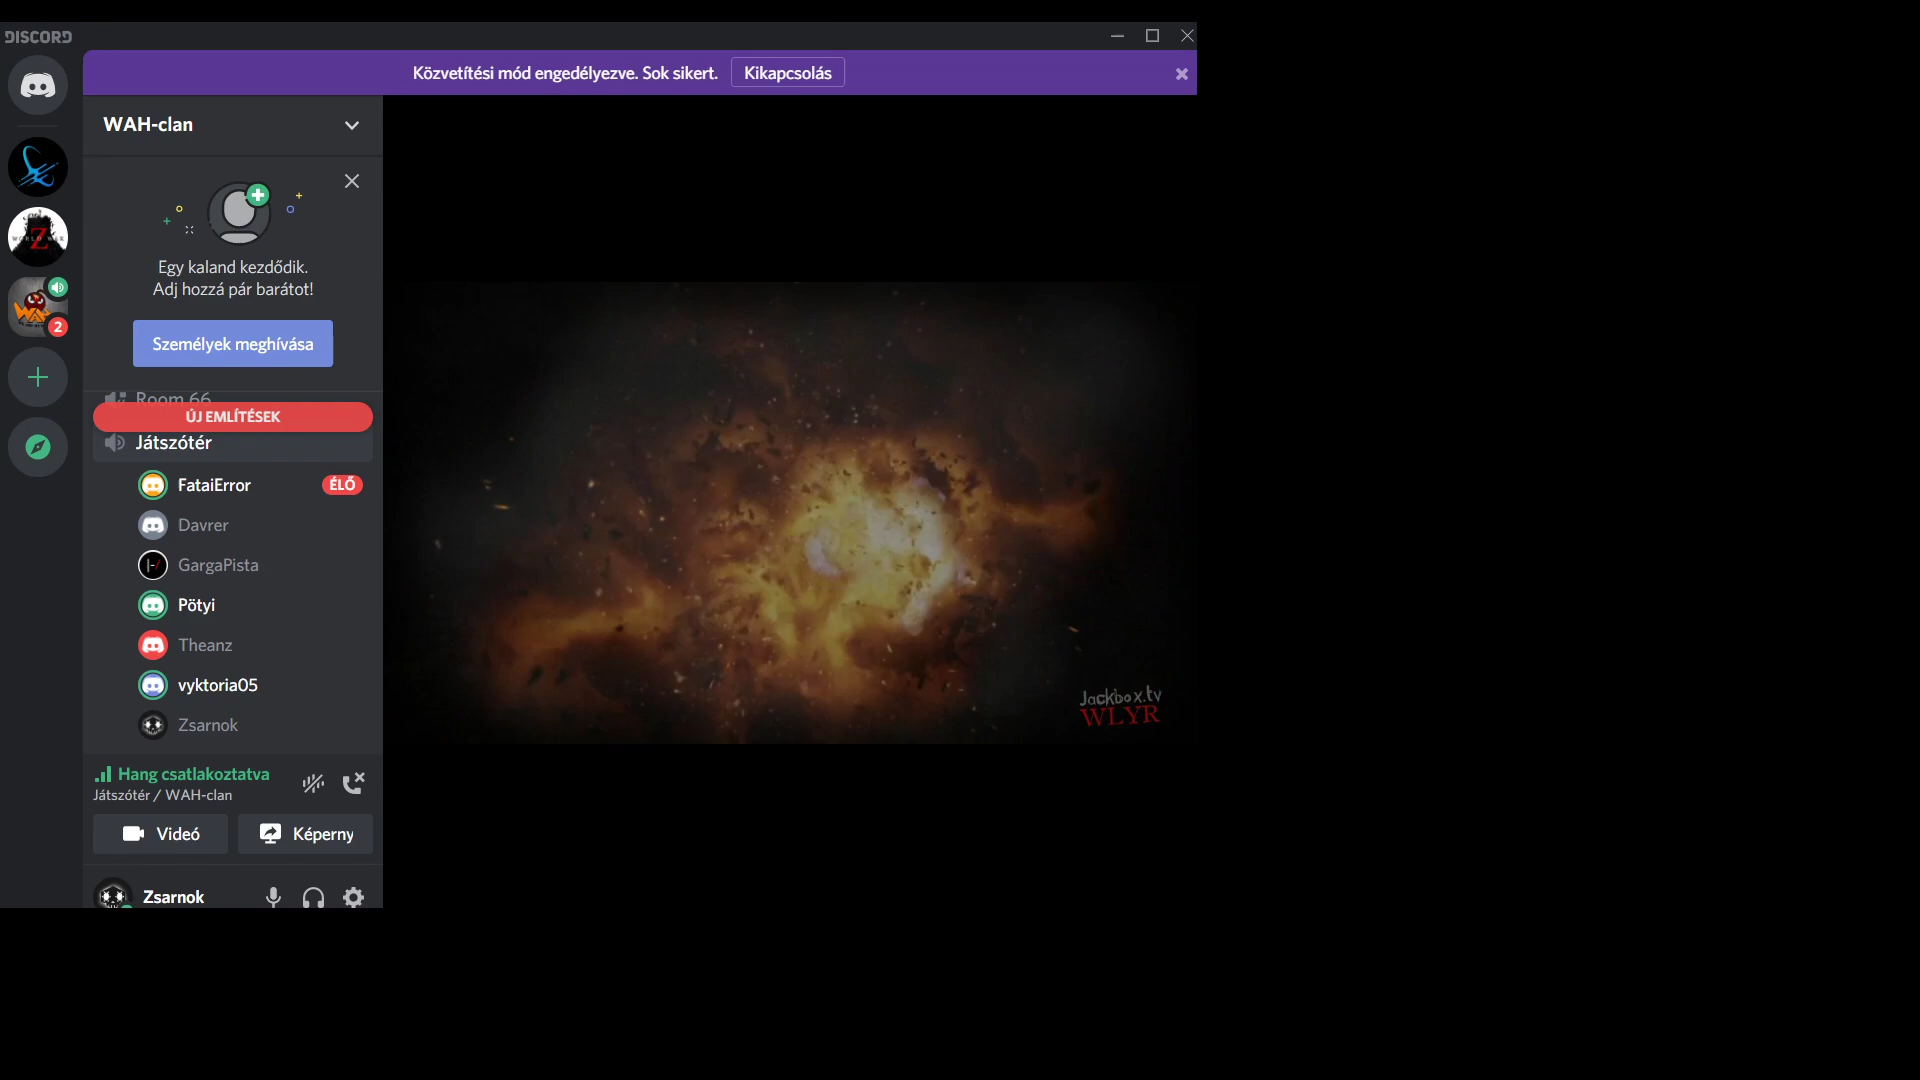 DISCORD
Közvetítési mód engedélyezve. Sok sikert.
Kikapcsolás
WAH-clan
Egy kaland kezdődik.
Adj hozzá pár barátot!
Személyek meghívása
2
Room 66
ÚJ EMLÍTÉSEK
Játszótér
FataiError
ÉLŐ
Davrer
GargaPista
Pötyi
Theanz
vyktoria05
Zsarnok
Jackbox.tv
WLYR
Hang csatlakoztatva
Játszótér / WAH-clan
Videó
Képerny
Zsarnok